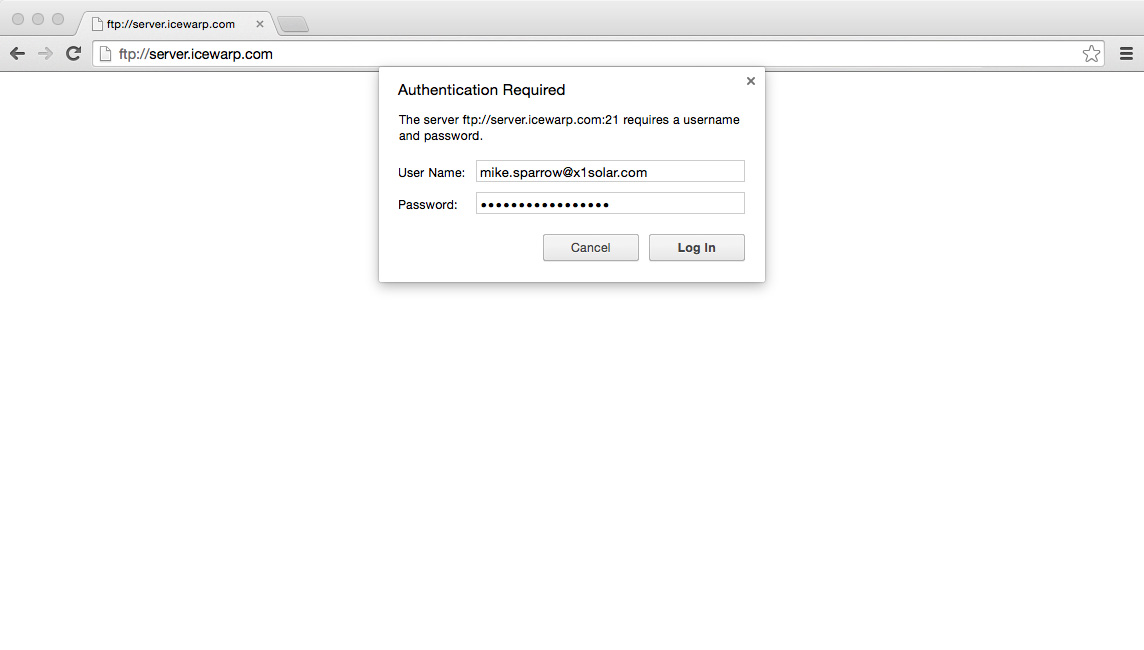 ftp://server.icewarp.com
ftp://server.icewarp.com
Authentication Required
The server ftp://server.icewarp.com:21 requires a username
and password.
User Name: mike.sparrow@x1solar.com
Password: •••••••••••••••••
Cancel Log In